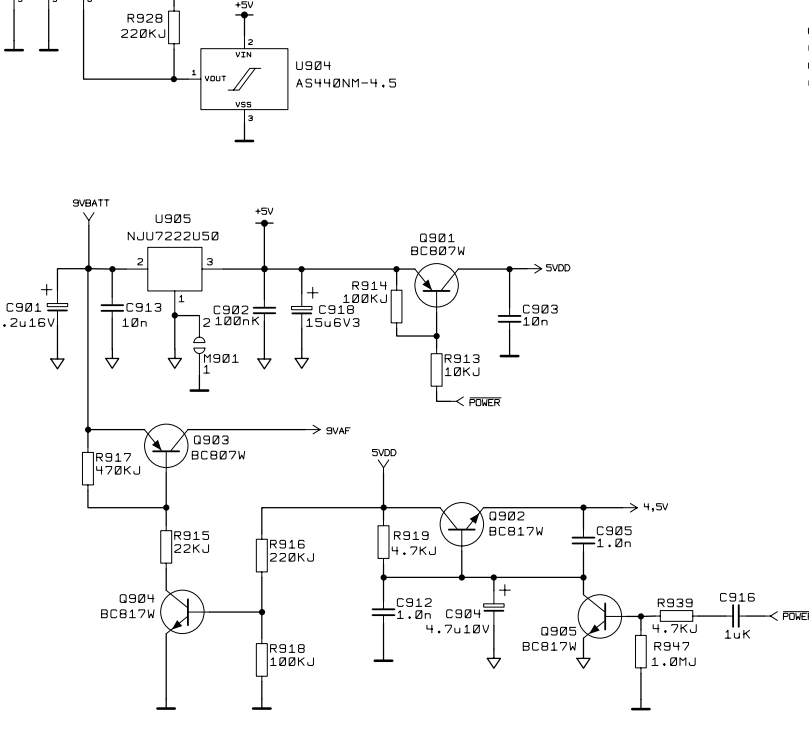 +5V
R928
220KJ
2
VIN
1
VOUT
VSS
3
U904
AS440NM-4.5
9VBATT
U905
NJU7222U50
2
3
1
+5V
Q901
BC807W
5VDD
+
C901
.2u16V
C913
10n
2
M901
1
C902
100nK
+
C918
15u6V3
R914
100KJ
C903
10n
R913
10KJ
POWER
Q903
BC807W
9VAF
R917
470KJ
5VDD
R915
22KJ
R916
220KJ
R919
4.7KJ
Q902
BC817W
4,5V
C905
1.0n
Q904
BC817W
C912
1.0n
+
C904
4.7u10V
R918
100KJ
Q905
BC817W
R939
4.7KJ
C916
1uK
R947
1.0MJ